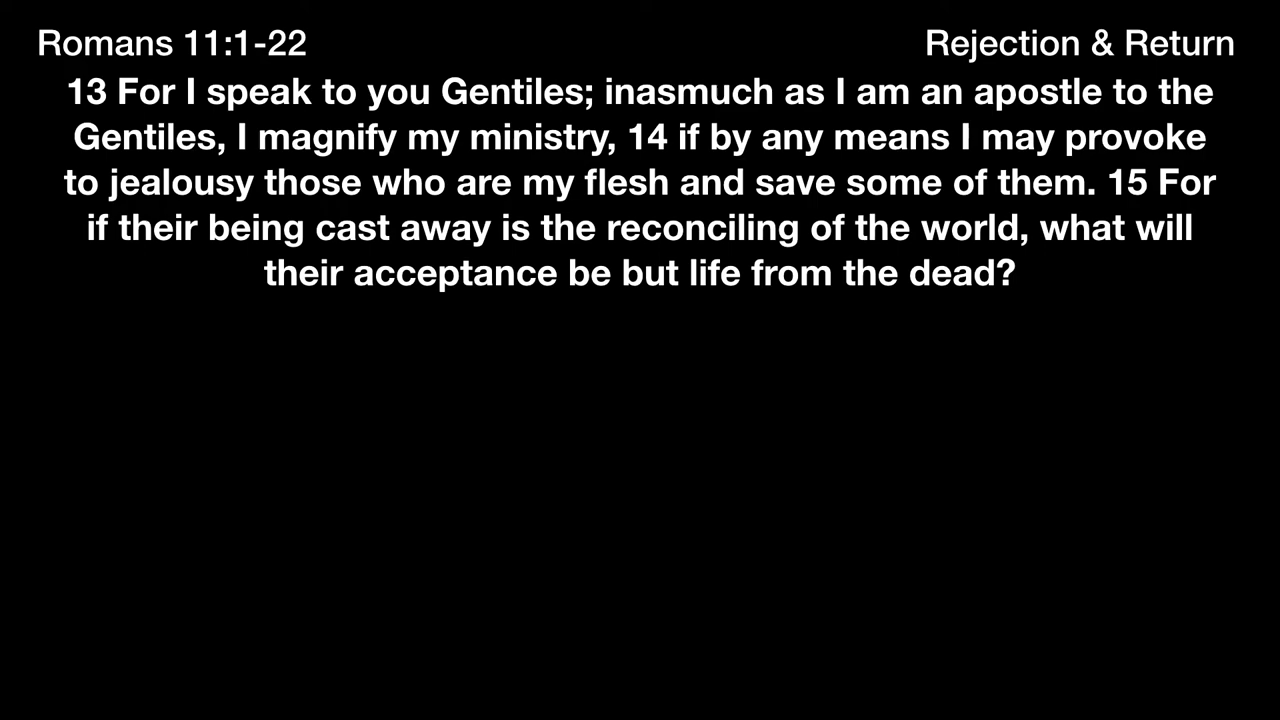 Romans 11:1-22
Rejection & Return
13 For I speak to you Gentiles; inasmuch as I am an apostle to the
Gentiles, I magnify my ministry, 14 if by any means I may provoke
to jealousy those who are my flesh and save some of them. 15 For
if their being cast away is the reconciling of the world, what will
their acceptance be but life from the dead?